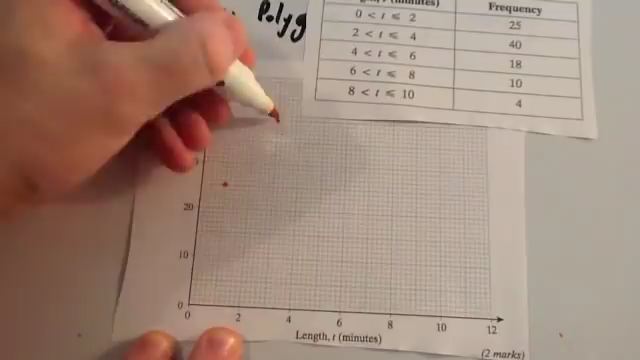 Polyg
(minutes) Frequency
0 < t ⩽ 2 25
2 < t ⩽ 4 40
4 < t ⩽ 6 18
6 < t ⩽ 8 10
8 < t ⩽ 10 4
20
10
0
0 2 4 6 8 10 12
Length, t (minutes)
(2 marks)